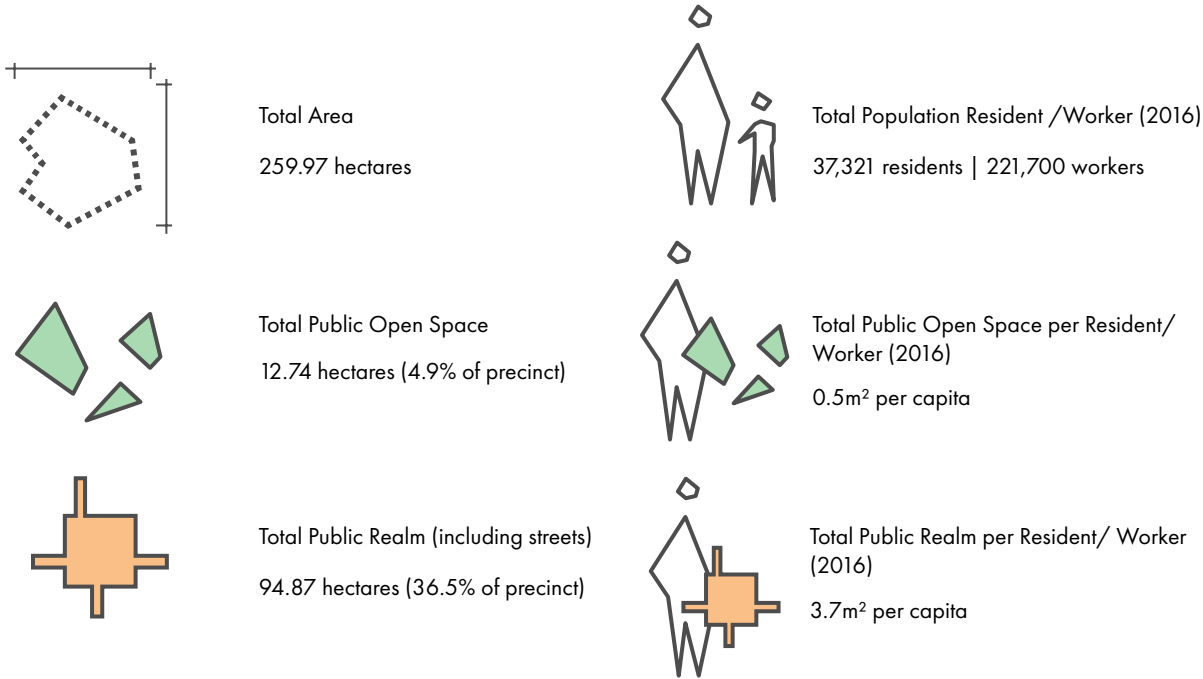 Total Area
259.97 hectares
Total Population Resident /Worker (2016)
37,321 residents | 221,700 workers
Total Public Open Space
12.74 hectares (4.9% of precinct)
Total Public Open Space per Resident/
Worker (2016)
0.5m² per capita
Total Public Realm (including streets)
94.87 hectares (36.5% of precinct)
Total Public Realm per Resident/ Worker
(2016)
3.7m² per capita